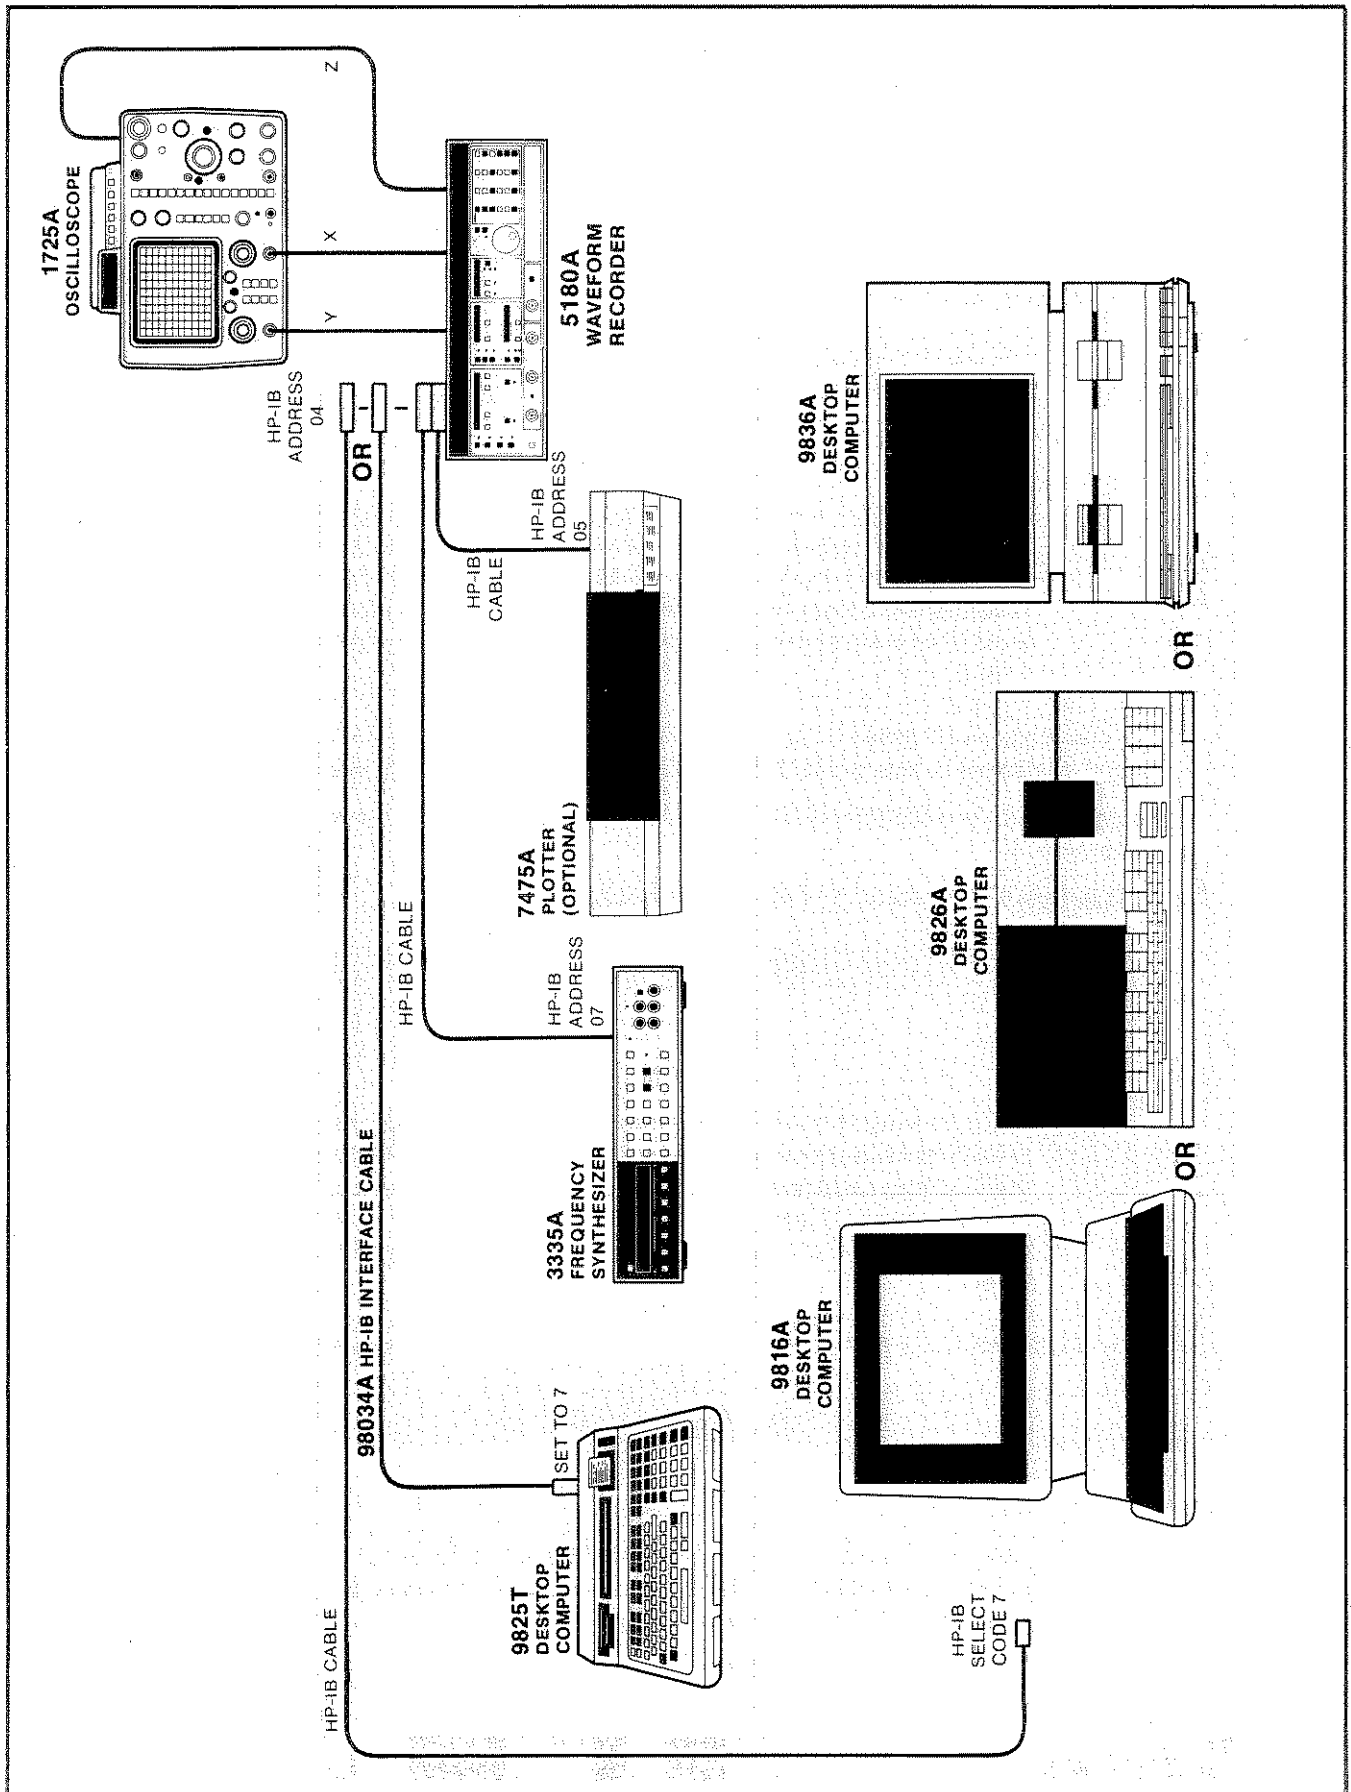 HP-IB CABLE
98034A HP-IB INTERFACE CABLE
OR
HP-IB
ADDRESS
04
1725A
OSCILLOSCOPE
Y
X
Z
HP-IB CABLE
9825T
DESKTOP
COMPUTER
SET TO 7
3335A
FREQUENCY
SYNTHESIZER
HP-IB
ADDRESS
07
7475A
PLOTTER
(OPTIONAL)
HP-IB
CABLE
HP-IB
ADDRESS
05
5180A
WAVEFORM
RECORDER
HP-IB
SELECT
CODE 7
9816A
DESKTOP
COMPUTER
OR
9826A
DESKTOP
COMPUTER
OR
9836A
DESKTOP
COMPUTER